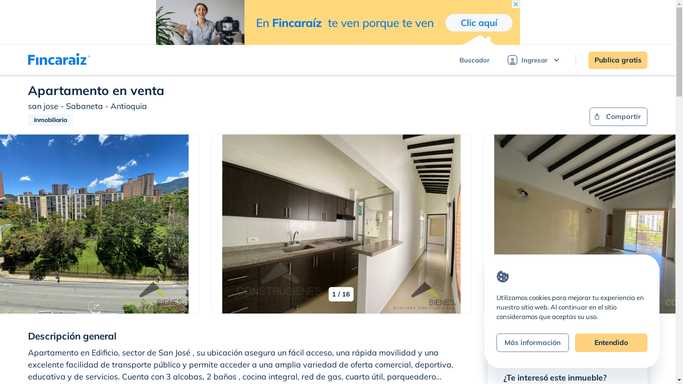 En Fincaraíz te ven porque te ven
Clic aquí
Fincaraíz
Buscador
Ingresar
Publica gratis
Apartamento en venta
san jose - Sabaneta - Antioquia
Inmobiliaria
Compartir
1 / 16
BIENES
Descripción general
Apartamento en Edificio, sector de San José , su ubicación asegura un fácil acceso, una rápida movilidad y una
excelente facilidad de transporte público y permite acceder a una amplia variedad de oferta comercial, deportiva,
educativa y de servicios. Cuenta con 3 alcobas, 2 baños , cocina integral, red de gas, cuarto útil, parqueadero...
Utilizamos cookies para mejorar tu experiencia en
nuestro sitio web. Al continuar en el sitio
consideramos que aceptas su uso.
Más información
Entendido
¿Te interesó este inmueble?